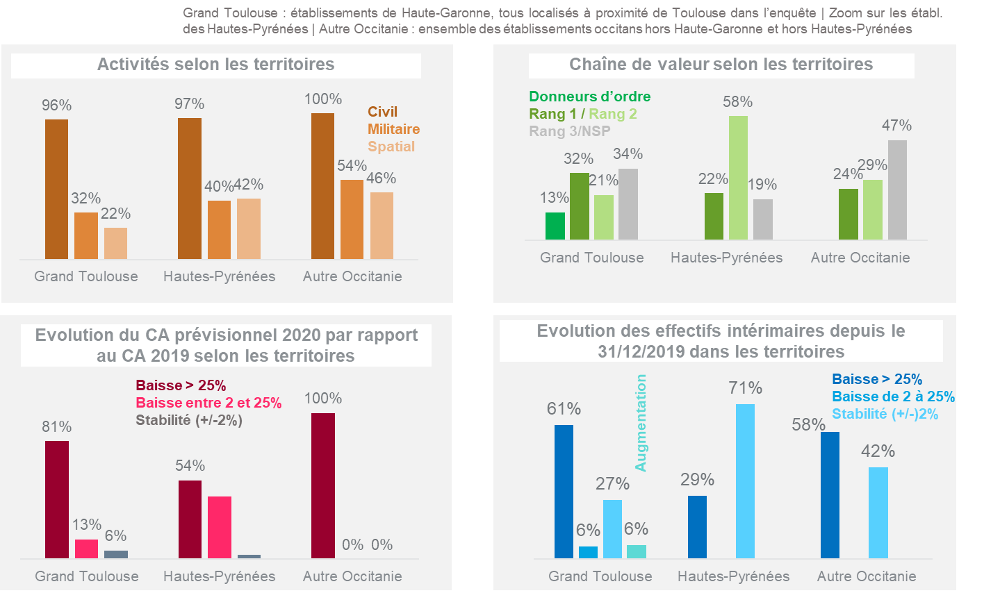 Grand Toulouse : établissements de Haute-Garonne, tous localisés à proximité de Toulouse dans l'enquête | Zoom sur les établ.
des Hautes-Pyrénées | Autre Occitanie : ensemble des établissements occitans hors Haute-Garonne et hors Hautes-Pyrénées
Activités selon les territoires
96%
97%
100%
Civil
Militaire
Spatial
32%
22%
40%
42%
54%
46%
Grand Toulouse
Hautes-Pyrénées
Autre Occitanie
Chaîne de valeur selon les territoires
Donneurs d'ordre
Rang 1 / Rang 2
Rang 3/NSP
13%
32%
21%
34%
22%
58%
19%
24%
29%
47%
Grand Toulouse
Hautes-Pyrénées
Autre Occitanie
Evolution du CA prévisionnel 2020 par rapport
au CA 2019 selon les territoires
Baisse > 25%
Baisse entre 2 et 25%
Stabilité (+/-2%)
81%
13%
6%
54%
100%
0%
0%
Grand Toulouse
Hautes-Pyrénées
Autre Occitanie
Evolution des effectifs intérimaires depuis le
31/12/2019 dans les territoires
Baisse > 25%
Baisse de 2 à 25%
Stabilité (+/-)2%
Augmentation
61%
6%
27%
6%
29%
71%
58%
42%
Grand Toulouse
Hautes-Pyrénées
Autre Occitanie